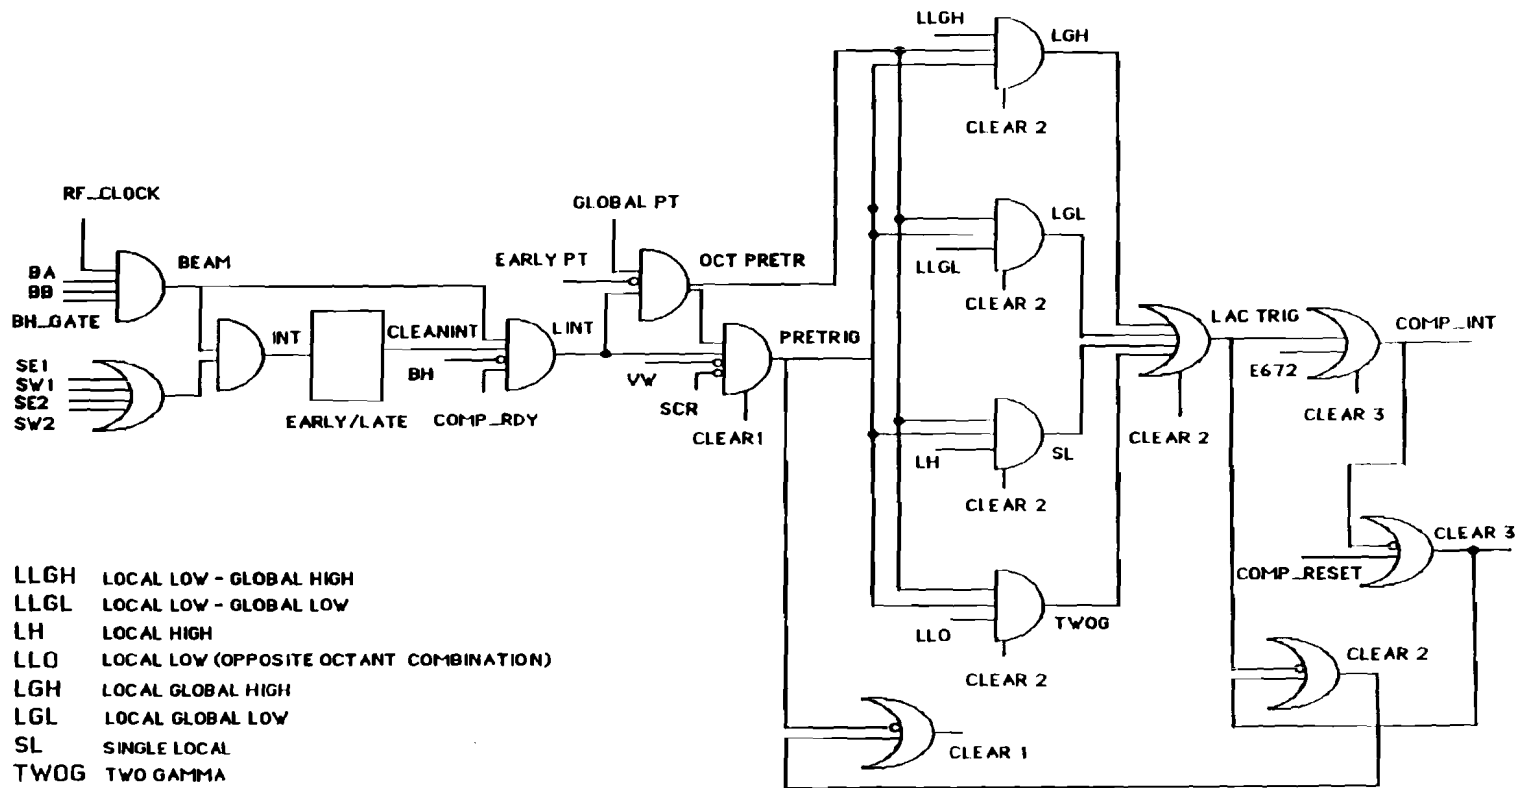 LLGH
LGH
CLEAR 2
RF_CLOCK
GLOBAL PT
LGL
BA
BB
BH_GATE
BEAM
EARLY PT
OCT PRETR
LLGL
CLEAR 2
INT
CLEANINT
LINT
PRETRIG
LAC TRIG
COMP_INT
SE1
SW1
SE2
SW2
BH
VW
E672
EARLY/LATE
COMP_RDY
SCR
CLEAR1
CLEAR 2
CLEAR 3
LH
SL
CLEAR 2
CLEAR 3
COMP_RESET
LLO
TWOG
CLEAR 2
CLEAR 2
CLEAR 1
LLGH LOCAL LOW - GLOBAL HIGH
LLGL LOCAL LOW - GLOBAL LOW
LH LOCAL HIGH
LLO LOCAL LOW (OPPOSITE OCTANT COMBINATION)
LGH LOCAL GLOBAL HIGH
LGL LOCAL GLOBAL LOW
SL SINGLE LOCAL
TWOG TWO GAMMA